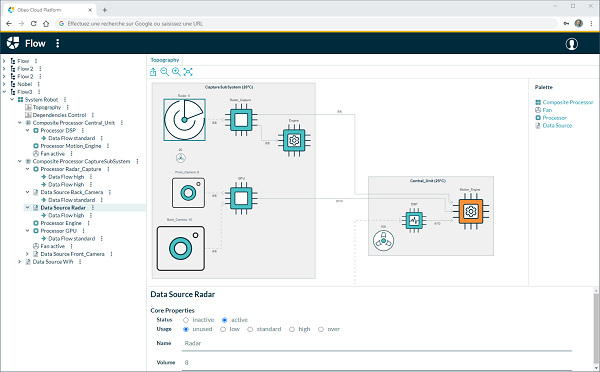 Obeo Cloud Platform
Effectuez une recherche sur Google ou saisissez une URL
Flow
Flow
Flow 2
Flow 2
Nobel
Flow3
System Robot
Topography
Dependencies Control
Composite Processor Central_Unit
Processor DSP
Data Flow standard
Processor Motion_Engine
Fan active
Composite Processor CaptureSubSystem
Processor Radar_Capture
Data Flow high
Data Flow high
Data Source Back_Camera
Data Flow standard
Data Source Radar
Data Flow high
Processor Engine
Processor GPU
Data Flow standard
Fan active
Data Source Front_Camera
Data Source Wifi
Topography
CaptureSubSystem (20°C)
Radar 8
Radar_Capture
Engine
Front_Camera 8
GPU
Back_Camera 10
Central_Unit (25°C)
DSP
Motion_Engine
Palette
Composite Processor
Fan
Processor
Data Source
Data Source Radar
Core Properties
Status
inactive
active
Usage
unused
low
standard
high
over
Name
Radar
Volume
8